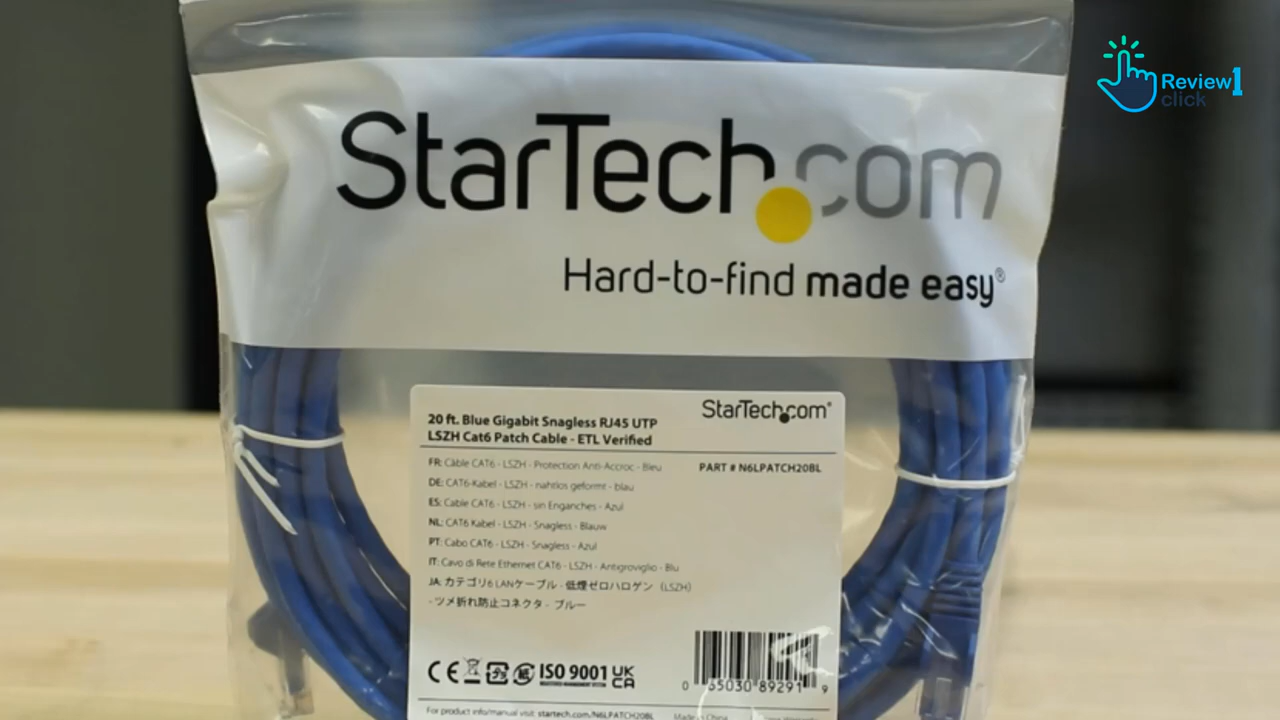 StarTech.com
Hard-to-find made easy®
Review1
click
StarTech.com®
20 ft. Blue Gigabit Snagless RJ45 UTP
LSZH Cat6 Patch Cable - ETL Verified
PART # N6LPATCH20BL
FR: Câble CAT6 - LSZH - Protection Anti-Accroc - Bleu
DE: CAT6-Kabel - LSZH - nahtlos geformt - blau
ES: Cable CAT6 - LSZH - sin Enganches - Azul
NL: CAT6 Kabel - LSZH - Snagless - Blauw
PT: Cabo CAT6 - LSZH - Snagless - Azul
IT: Cavo di Rete Ethernet CAT6 - LSZH - Antigroviglio - Blu
JA: カテゴリ6 LANケーブル - 低煙ゼロハロゲン（LSZH）
- ツメ折れ防止コネクタ - ブルー
CE ISO 9001 UK
CA
0 65030 89291 9
For product info/manual visit: startech.com/N6LPATCH20BL
Made in China